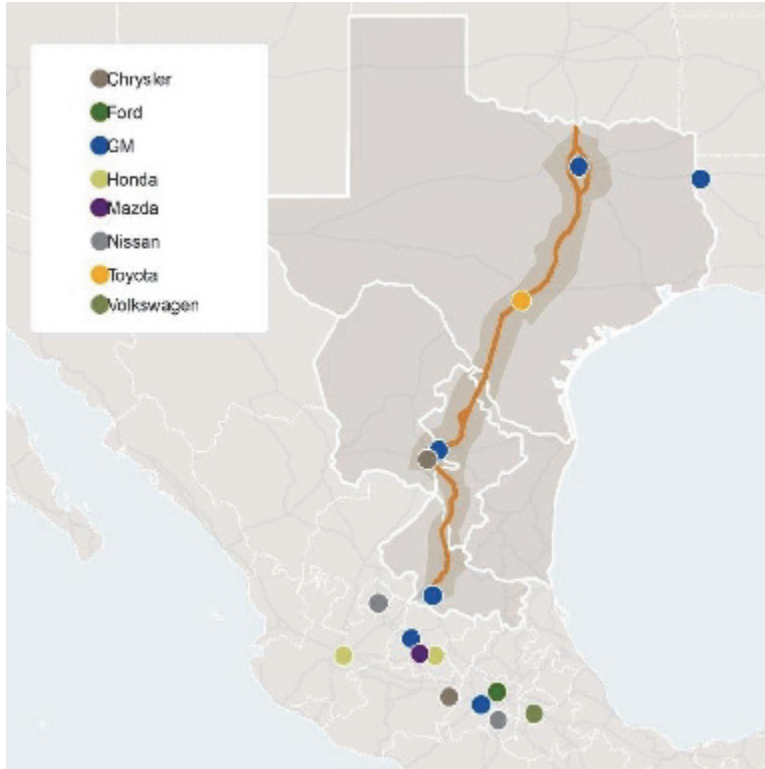 Chrysler
Ford
GM
Honda
Mazda
Nissan
Toyota
Volkswagen